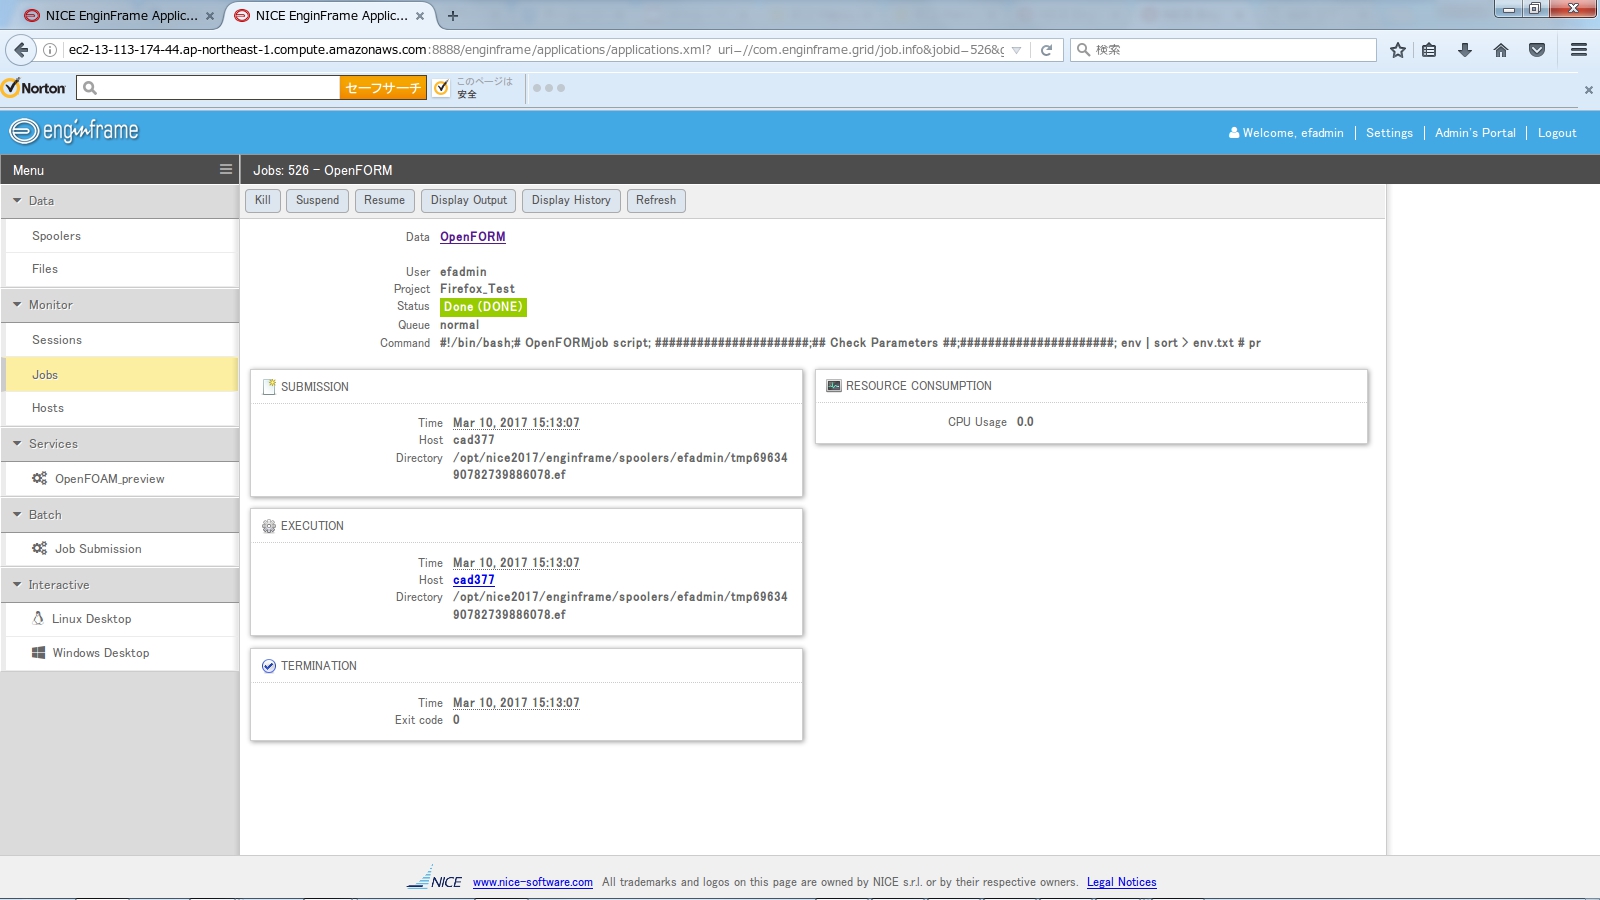 NICE EnginFrame Applic...
NICE EnginFrame Applic...
ec2-13-113-174-44.ap-northeast-1.compute.amazonaws.com:8888/enginframe/applications/applications.xml?_uri=//com.enginframe.grid/job.info&jobid=526&c
検索
Norton
セーフサーチ
このページは
安全
enginframe
Welcome, efadmin
Settings
Admin's Portal
Logout
Menu
Jobs: 526 - OpenFORM
Data
Spoolers
Files
Monitor
Sessions
Jobs
Hosts
Services
OpenFOAM_preview
Batch
Job Submission
Interactive
Linux Desktop
Windows Desktop
Kill
Suspend
Resume
Display Output
Display History
Refresh
Data OpenFORM
User efadmin
Project Firefox_Test
Status Done (DONE)
Queue normal
Command #!/bin/bash;# OpenFORMjob script; #######################;## Check Parameters ##;#######################; env | sort > env.txt # pr
SUBMISSION
Time Mar 10, 2017 15:13:07
Host cad377
Directory /opt/nice2017/enginframe/spoolers/efadmin/tmp69634
90782739886078.ef
RESOURCE CONSUMPTION
CPU Usage 0.0
EXECUTION
Time Mar 10, 2017 15:13:07
Host cad377
Directory /opt/nice2017/enginframe/spoolers/efadmin/tmp69634
90782739886078.ef
TERMINATION
Time Mar 10, 2017 15:13:07
Exit code 0
NICE www.nice-software.com All trademarks and logos on this page are owned by NICE s.r.l. or by their respective owners. Legal Notices